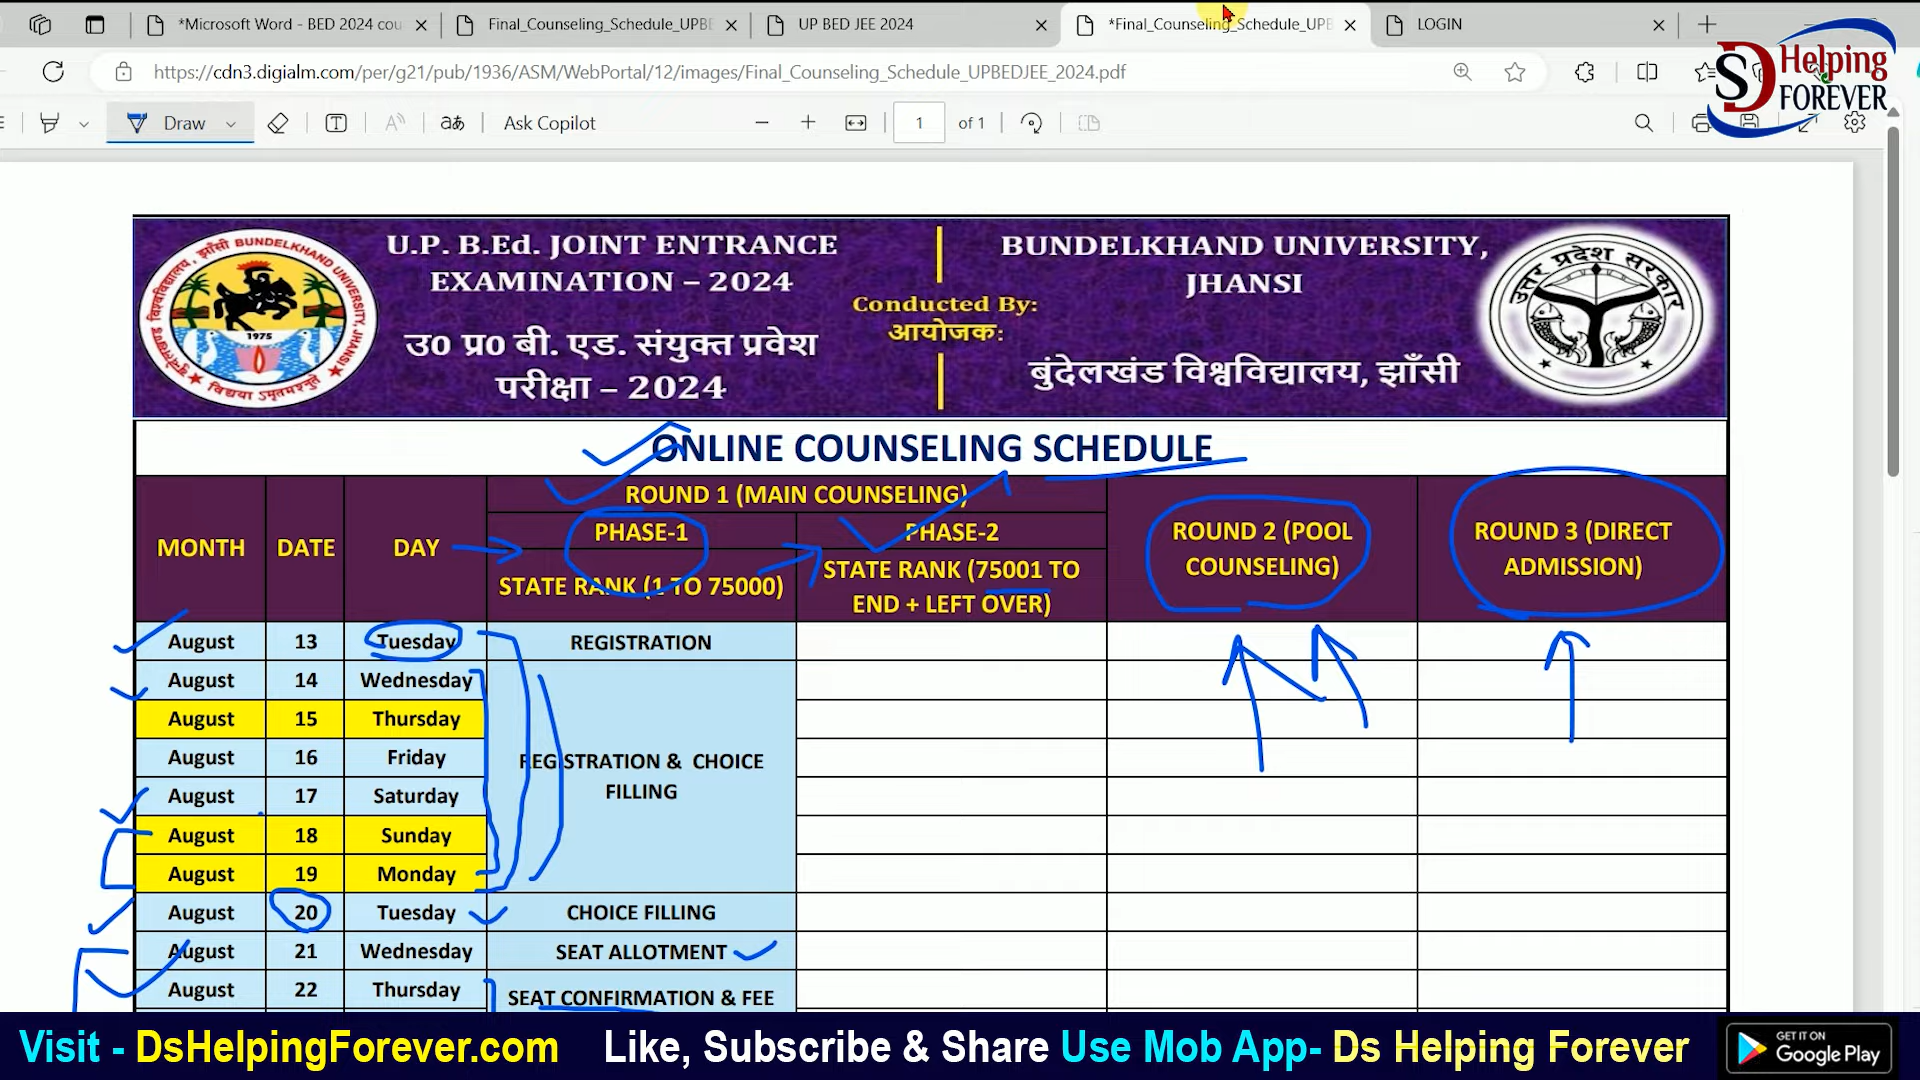 *Microsoft Word - BED 2024 cou
Final_Counseling_Schedule_UPBE
UP BED JEE 2024
*Final_Counseling_Schedule_UPB
LOGIN
https://cdn3.digialm.com/per/g21/pub/1936/ASM/WebPortal/12/images/Final_Counseling_Schedule_UPBEDJEE_2024.pdf
DS Helping
FOREVER
Draw
Ask Copilot
1
of 1
U.P. B.Ed. JOINT ENTRANCE
EXAMINATION – 2024
उ0 प्र0 बी. एड. संयुक्त प्रवेश
परीक्षा – 2024
Conducted By:
आयोजक:
BUNDELKHAND UNIVERSITY,
JHANSI
बुंदेलखंड विश्वविद्यालय, झाँसी
1975
उत्तर प्रदेश सरकार
ONLINE COUNSELING SCHEDULE
MONTH
DATE
DAY
ROUND 1 (MAIN COUNSELING)
PHASE-1
STATE RANK (1 TO 75000)
PHASE-2
STATE RANK (75001 TO
END + LEFT OVER)
ROUND 2 (POOL
COUNSELING)
ROUND 3 (DIRECT
ADMISSION)
August 13 Tuesday REGISTRATION
August 14 Wednesday
August 15 Thursday
August 16 Friday
REGISTRATION & CHOICE
FILLING
August 17 Saturday
August 18 Sunday
August 19 Monday
August 20 Tuesday CHOICE FILLING
August 21 Wednesday SEAT ALLOTMENT
August 22 Thursday SEAT CONFIRMATION & FEE
Visit - DsHelpingForever.com Like, Subscribe & Share Use Mob App- Ds Helping Forever
GET IT ON
Google Play